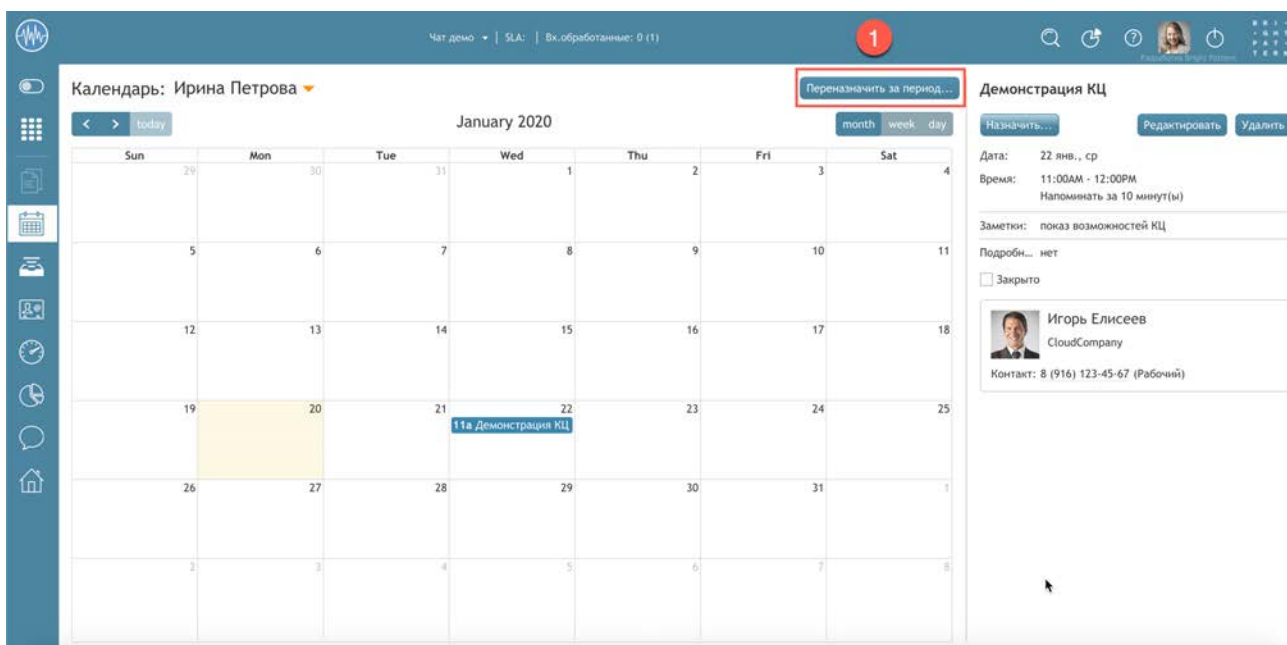 Чат демо | SLA: | Вх.обработанные: 0 (1)
1
Календарь: Ирина Петрова
Переназначить за период...
< > today
January 2020
month week day
Sun Mon Tue Wed Thu Fri Sat
29 30 31 1 2 3 4
5 6 7 8 9 10 11
12 13 14 15 16 17 18
19 20 21 22 23 24 25
11a Демонстрация КЦ
26 27 28 29 30 31 1
2 3 4 5 6 7 8
Демонстрация КЦ
Назначить... Редактировать Удалить
Дата: 22 янв., ср
Время: 11:00AM - 12:00PM
Напоминать за 10 минут(ы)
Заметки: показ возможностей КЦ
Подробн... нет
Закрыто
Игорь Елисеев
CloudCompany
Контакт: 8 (916) 123-45-67 (Рабочий)